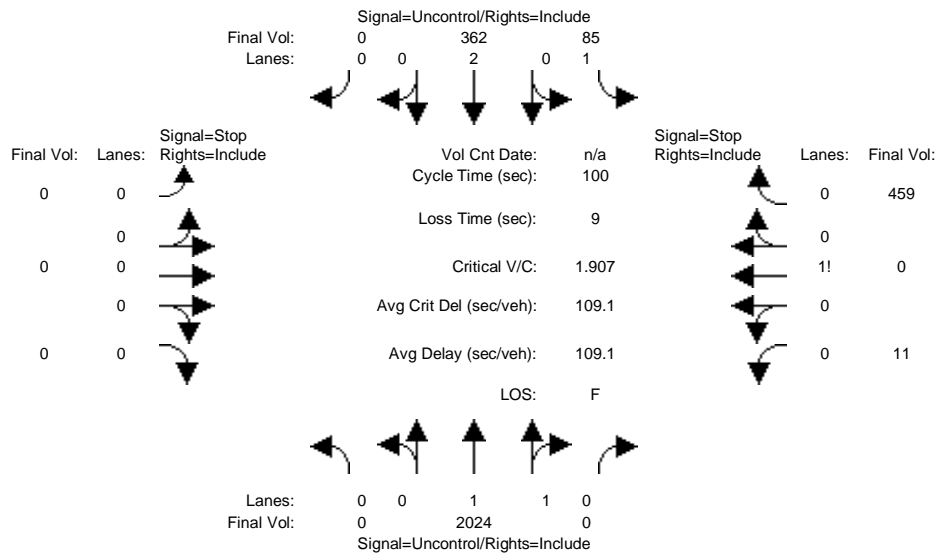 Signal=Uncontrol/Rights=Include
Final Vol: 0 362 85
Lanes: 0 0 2 0 1
Signal=Stop Signal=Stop
Final Vol: Lanes: Rights=Include Vol Cnt Date: n/a Rights=Include Lanes: Final Vol:
Cycle Time (sec): 100
0 0 0 459
Loss Time (sec): 9
0 0
0 0 Critical V/C: 1.907 1! 0
0 Avg Crit Del (sec/veh): 109.1 0
0 0 Avg Delay (sec/veh): 109.1 0 11
LOS: F
Lanes: 0 0 1 1 0
Final Vol: 0 2024 0
Signal=Uncontrol/Rights=Include